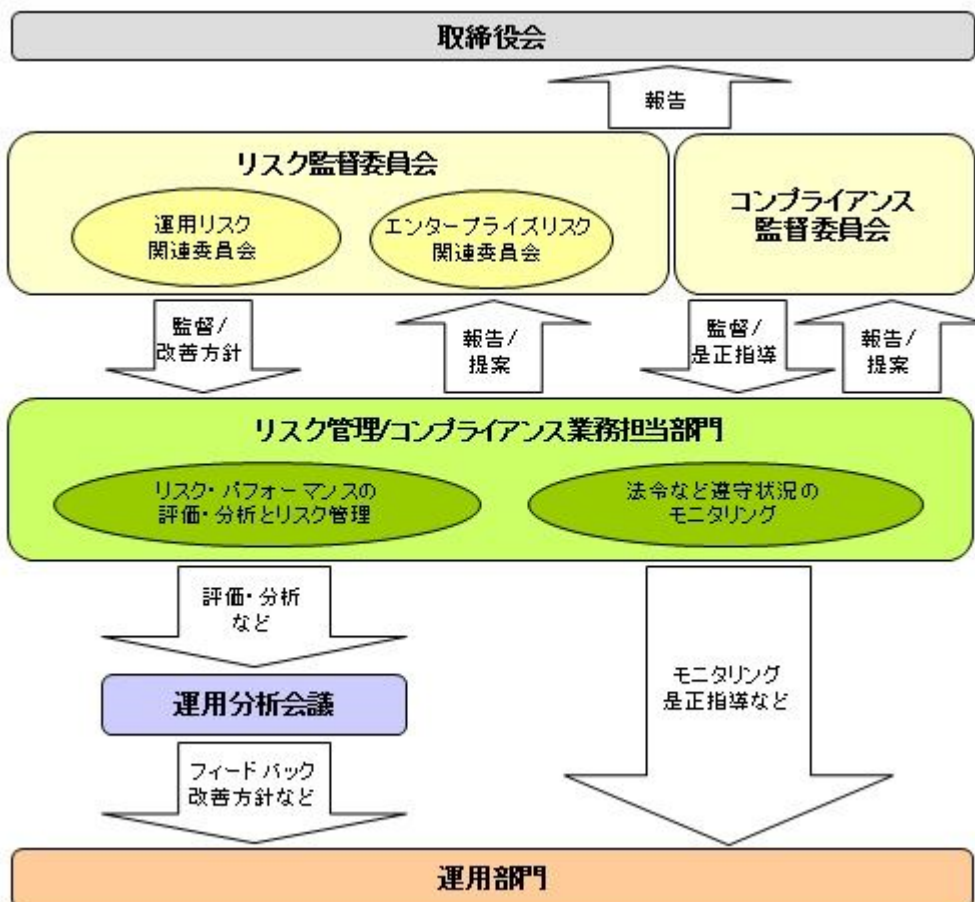 取締役会
報告
リスク監督委員会
運用リスク
関連委員会
エンタープライズリスク
関連委員会
コンプライアンス
監督委員会
監督/
改善方針
報告/
提案
監督/
是正指導
報告/
提案
リスク管理/コンプライアンス業務担当部門
リスク・パフォーマンスの
評価・分析とリスク管理
法令など遵守状況の
モニタリング
評価・分析
など
運用分析会議
モニタリング
是正指導など
フィードバック
改善方針など
運用部門